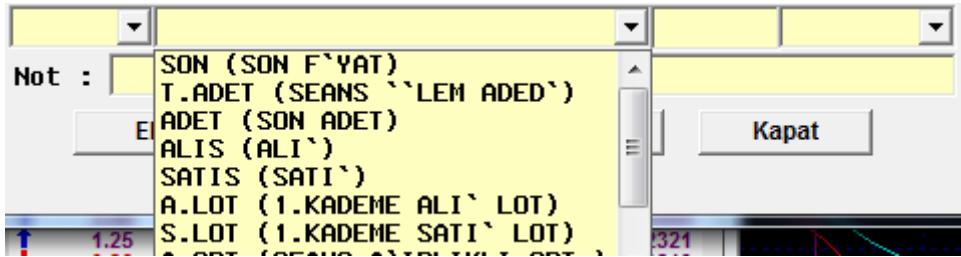 SON (SON F`YAT)
Not :
T.ADET (SEANS ``LEM ADED`)
ADET (SON ADET)
Kapat
ALIS (ALI`)
SATIS (SATI`)
A.LOT (1.KADEME ALI` LOT)
1.25
S.LOT (1.KADEME SATI` LOT)
2321